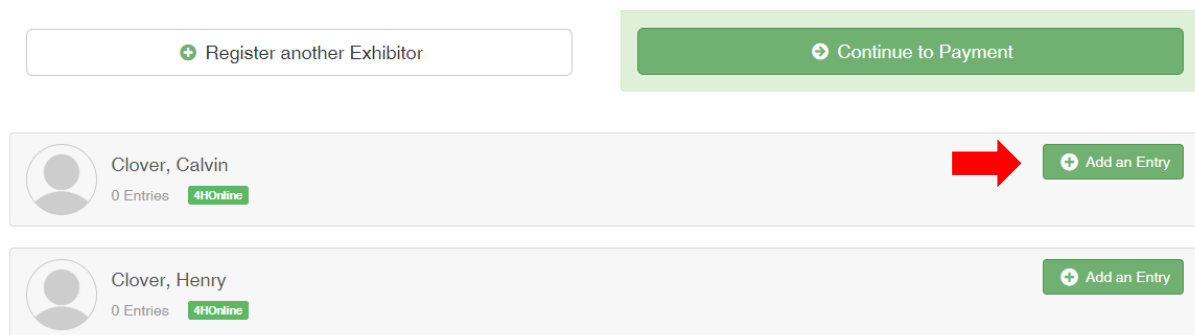 Register another Exhibitor
Continue to Payment
Clover, Calvin
0 Entries 4HOnline
Add an Entry
Clover, Henry
0 Entries 4HOnline
Add an Entry